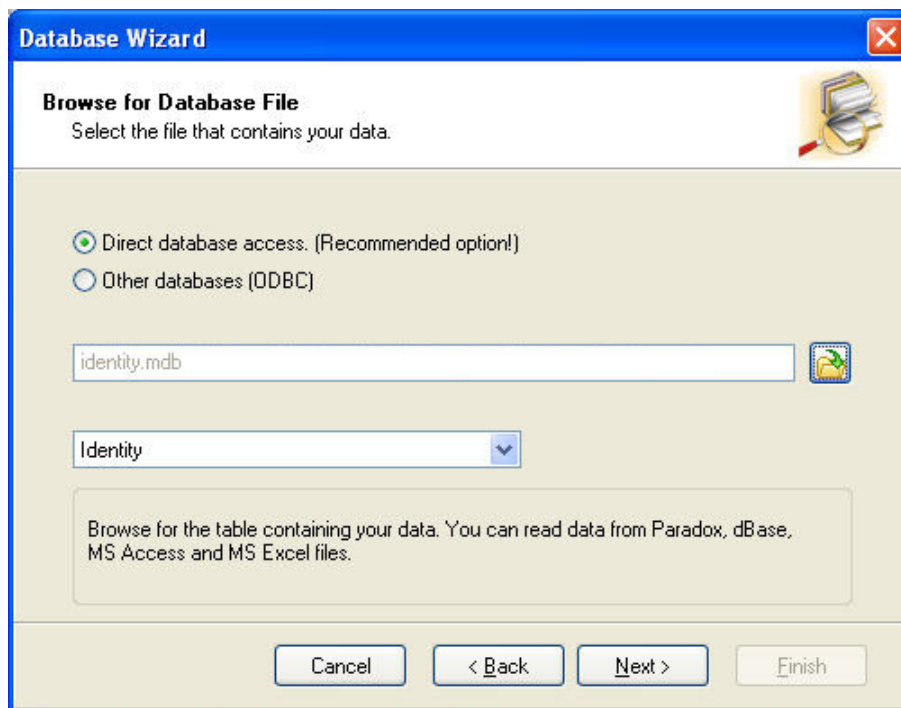 Database Wizard
Browse for Database File
Select the file that contains your data.
Direct database access. (Recommended option!)
Other databases (ODBC)
identity.mdb
Identity
Browse for the table containing your data. You can read data from Paradox, dBase,
MS Access and MS Excel files.
Cancel < Back Next > Finish